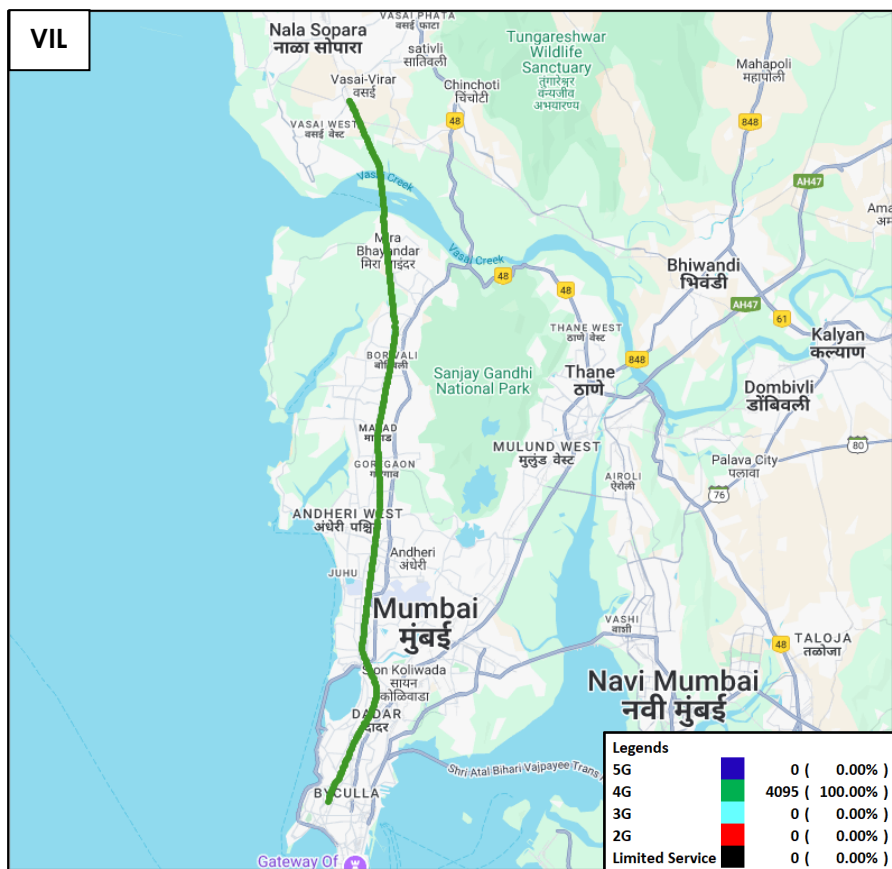 VIL
Nala Sopara
नाळा सोपारा
VASAI PHATA
वसई फाटा
sativli
सातिवली
Tungareshwar
Wildlife
Sanctuary
तुंगारेश्वर
वन्यजीव
अभयारण्य
Mahapoli
महापोली
Vasai-Virar
वसई
Chinchoti
चिंचोटी
VASAI WEST
वसई वेस्ट
48
848
AH47
Vasai Creek
Mira
Bhayandar
मिरा भाइंदर
Vasai Creek
48
48
Bhiwandi
भिवंडी
AH47
61
Kalyan
कल्याण
THANE WEST
ठाणे वेस्ट
848
BORIVALI
बोरिवली
Sanjay Gandhi
National Park
Thane
ठाणे
Dombivli
डोंबिवली
MALAD
मालाड
MULUND WEST
मुलुंड वेस्ट
80
GOREGAON
गोरेगाव
Palava City
पलावा
AIROLI
ऐरोली
76
ANDHERI WEST
अंधेरी पश्चिम
Andheri
अंधेरी
JUHU
Mumbai
मुंबई
VASHI
वाशी
48
TALOJA
तळोजा
Sion Koliwada
सायन
कोळिवाडा
Navi Mumbai
नवी मुंबई
DADAR
दादर
Shri Atal Bihari Vajpayee Trans
BYCULLA
Gateway Of
Legends
5G 0 ( 0.00% )
4G 4095 ( 100.00% )
3G 0 ( 0.00% )
2G 0 ( 0.00% )
Limited Service 0 ( 0.00% )